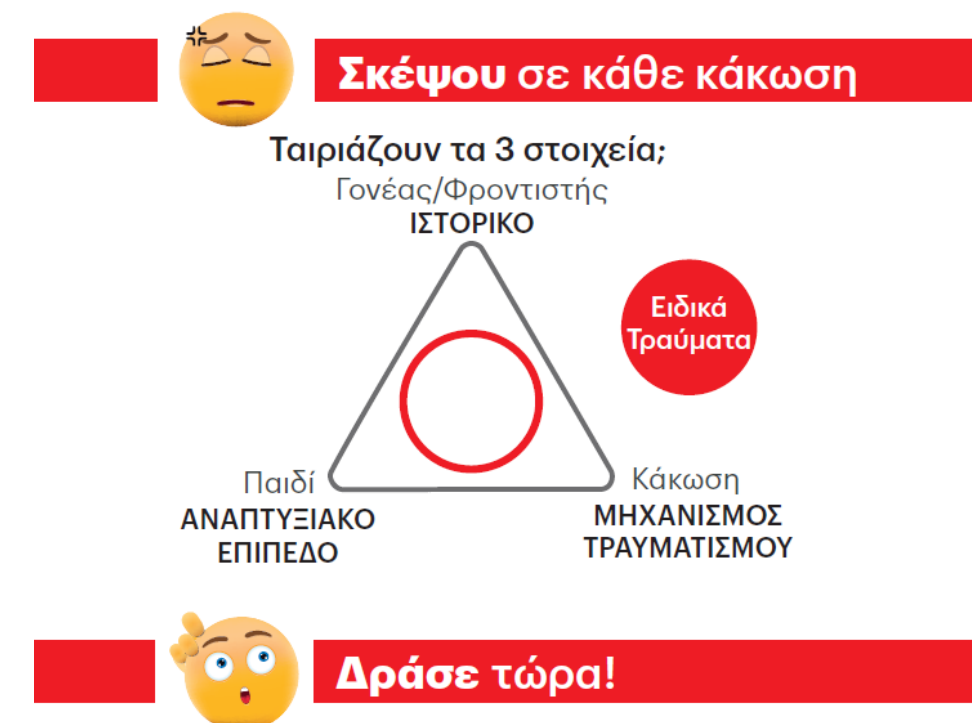 Σκέψου σε κάθε κάκωση
Ταιριάζουν τα 3 στοιχεία;
Γονέας/Φροντιστής
ΙΣΤΟΡΙΚΟ
Ειδικά
Τραύματα
Παιδί
ΑΝΑΠΤΥΞΙΑΚΟ
ΕΠΙΠΕΔΟ
Κάκωση
ΜΗΧΑΝΙΣΜΟΣ
ΤΡΑΥΜΑΤΙΣΜΟΥ
Δράσε τώρα!